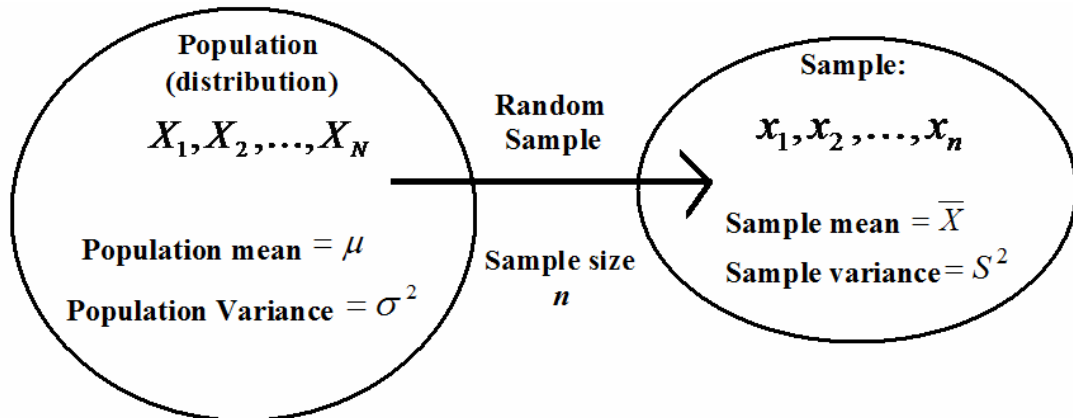 Population
(distribution)
X₁, X₂, ..., X_N
Population mean = μ
Population Variance = σ²
Random
Sample
Sample size
n
Sample:
x₁, x₂, ..., xₙ
Sample mean = X̅
Sample variance = S²